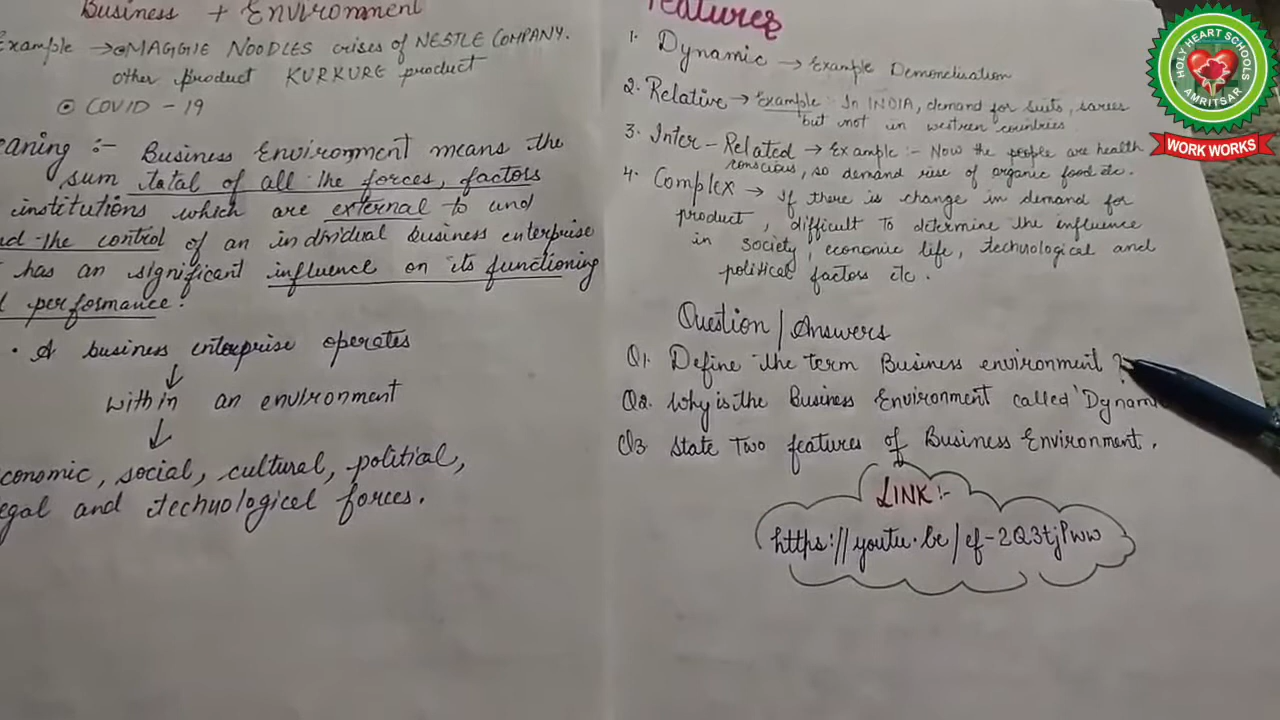 Business + Environment
Example → ⊙ MAGGIE NOODLES crises of NESTLE COMPANY.
other product KURKURE product
⊙ COVID - 19
eaning :- Business Environment means the
sum total of all the forces, factors
institutions which are external to and
nd the control of an individual business enterprise
has an significant influence on its functioning
performance.
• A business enterprise operates
↓
within an environment
↓
conomic, social, cultural, political,
egal and technological forces.
Features
1. Dynamic → Example Demonetisation
2. Relative → Example: In INDIA, demand for suits, sarees
but not in western countries.
3. Inter-Related → Example :- Now the people are health
conscious, so demand rise of organic food etc.
4. Complex → If there is change in demand for
product, difficult to determine the influence
in society, economic life, technological and
political factors etc.
Question / Answers
Q1. Define the term Business environment ?
Q2. Why is the Business Environment called 'Dynami
Q3 State Two features of Business Environment.
LINK :-
https://youtu.be/ef-2Q3tjPww
HOLY HEART SCHOOLS
AMRITSAR
WORK WORKS